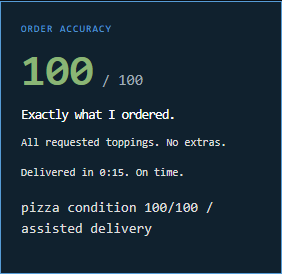 ORDER ACCURACY
100 / 100
Exactly what I ordered.
All requested toppings. No extras.
Delivered in 0:15. On time.
pizza condition 100/100 /
assisted delivery